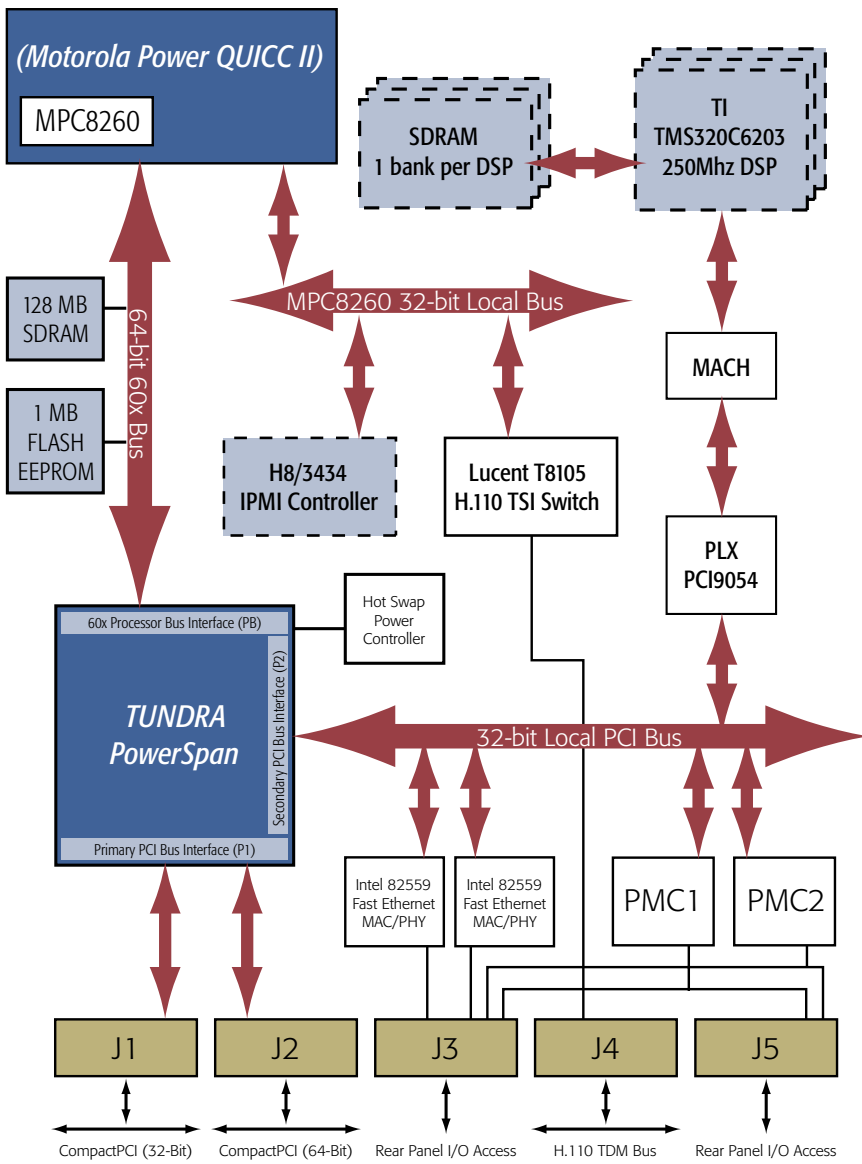 (Motorola Power QUICC II)
MPC8260
SDRAM
1 bank per DSP
TI
TMS320C6203
250Mhz DSP
128 MB
SDRAM
64-bit 60x Bus
MPC8260 32-bit Local Bus
MACH
1 MB
FLASH
EEPROM
H8/3434
IPMI Controller
Lucent T8105
H.110 TSI Switch
PLX
PCI9054
Hot Swap
Power
Controller
60x Processor Bus Interface (PB)
Secondary PCI Bus Interface (P2)
TUNDRA
PowerSpan
32-bit Local PCI Bus
Primary PCI Bus Interface (P1)
Intel 82559
Fast Ethernet
MAC/PHY
Intel 82559
Fast Ethernet
MAC/PHY
PMC1
PMC2
J1
J2
J3
J4
J5
CompactPCI (32-Bit)
CompactPCI (64-Bit)
Rear Panel I/O Access
H.110 TDM Bus
Rear Panel I/O Access